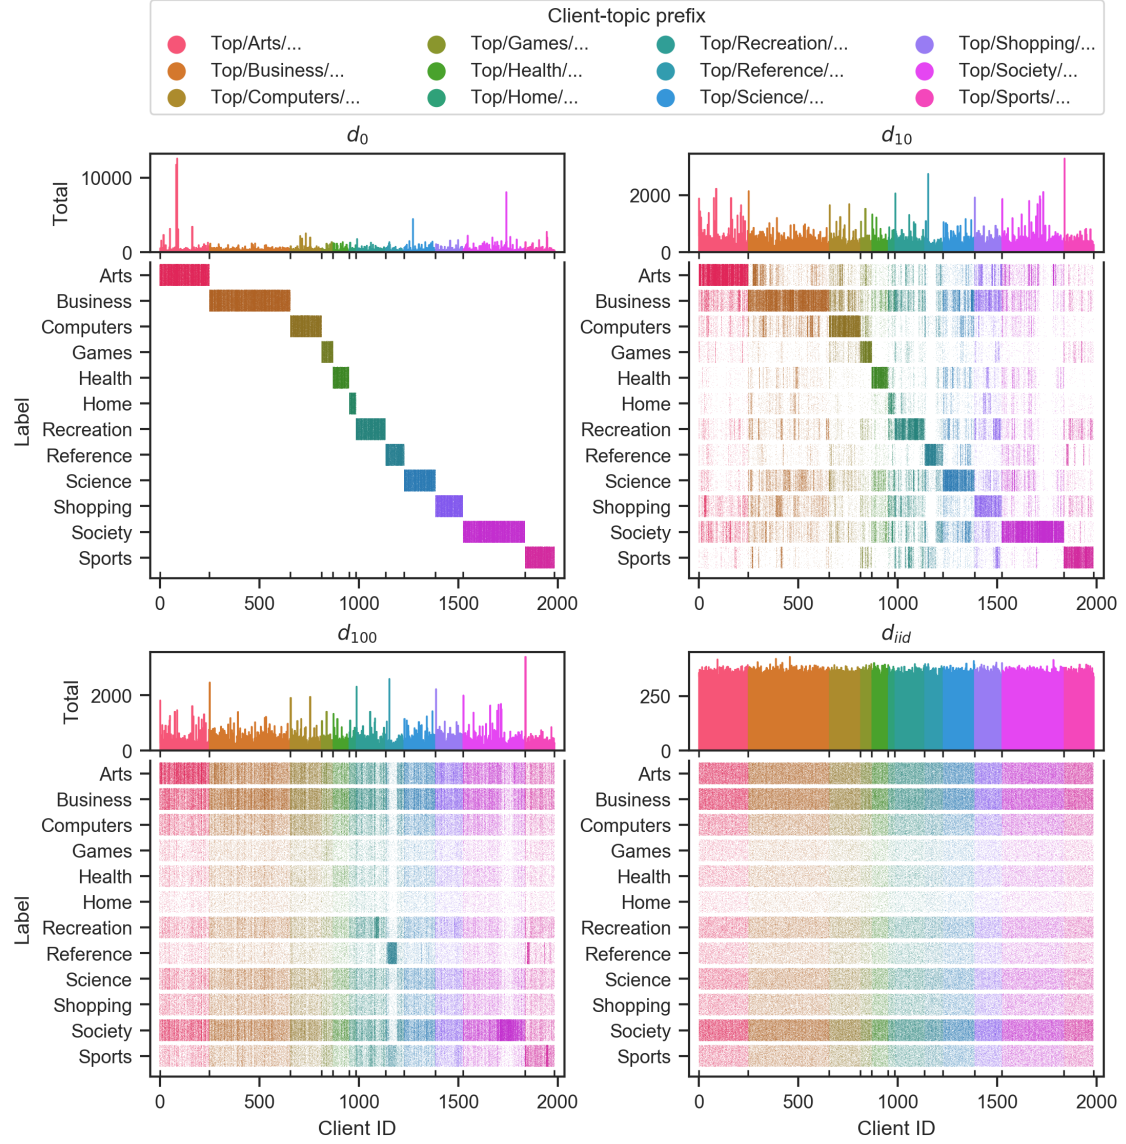 Client-topic prefix
Top/Arts/... Top/Games/... Top/Recreation/... Top/Shopping/...
Top/Business/... Top/Health/... Top/Reference/... Top/Society/...
Top/Computers/... Top/Home/... Top/Science/... Top/Sports/...
d0
Total
10000
0
Label
Arts
Business
Computers
Games
Health
Home
Recreation
Reference
Science
Shopping
Society
Sports
0 500 1000 1500 2000
d10
2000
0
Arts
Business
Computers
Games
Health
Home
Recreation
Reference
Science
Shopping
Society
Sports
0 500 1000 1500 2000
d100
Total
2000
0
Label
Arts
Business
Computers
Games
Health
Home
Recreation
Reference
Science
Shopping
Society
Sports
0 500 1000 1500 2000
Client ID
diid
250
0
Arts
Business
Computers
Games
Health
Home
Recreation
Reference
Science
Shopping
Society
Sports
0 500 1000 1500 2000
Client ID